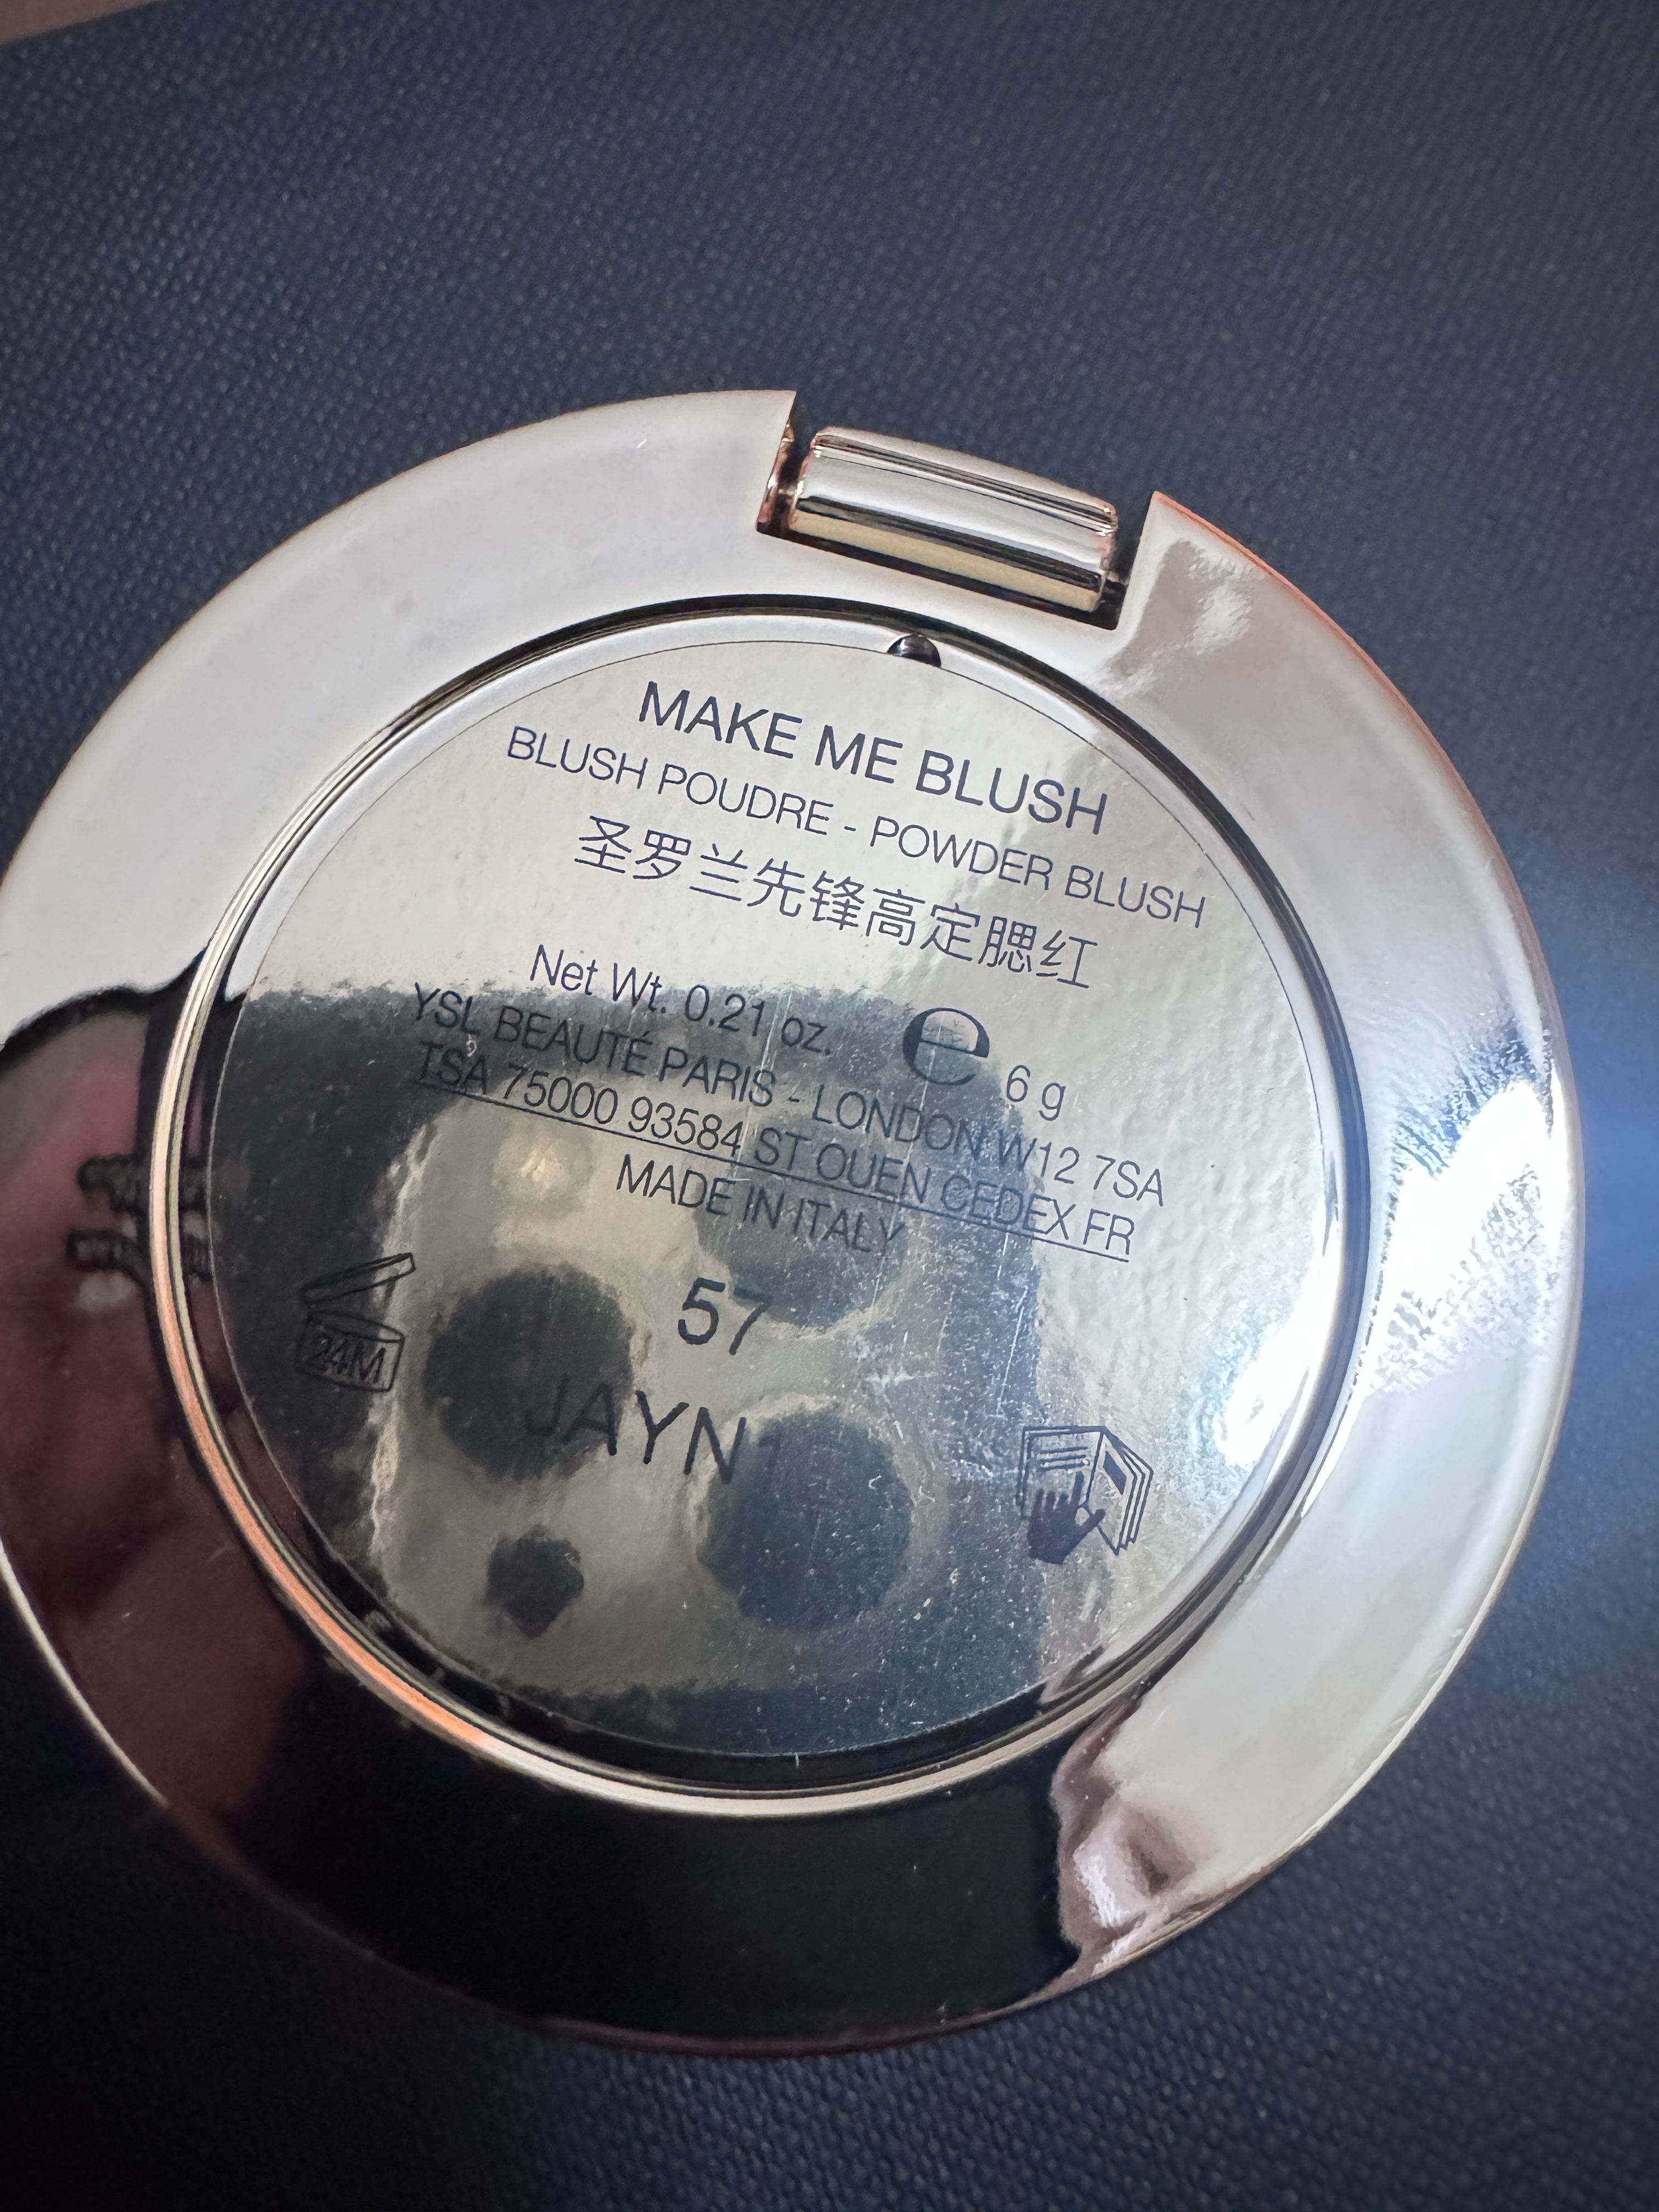 MAKE ME BLUSH
BLUSH POUDRE - POWDER BLUSH
圣罗兰先锋高定腮红
Net Wt. 0.21 oz. e 6 g
YSL BEAUTÉ PARIS - LONDON W12 7SA
TSA 75000 93584 ST OUEN CEDEX FR
MADE IN ITALY
57
24M